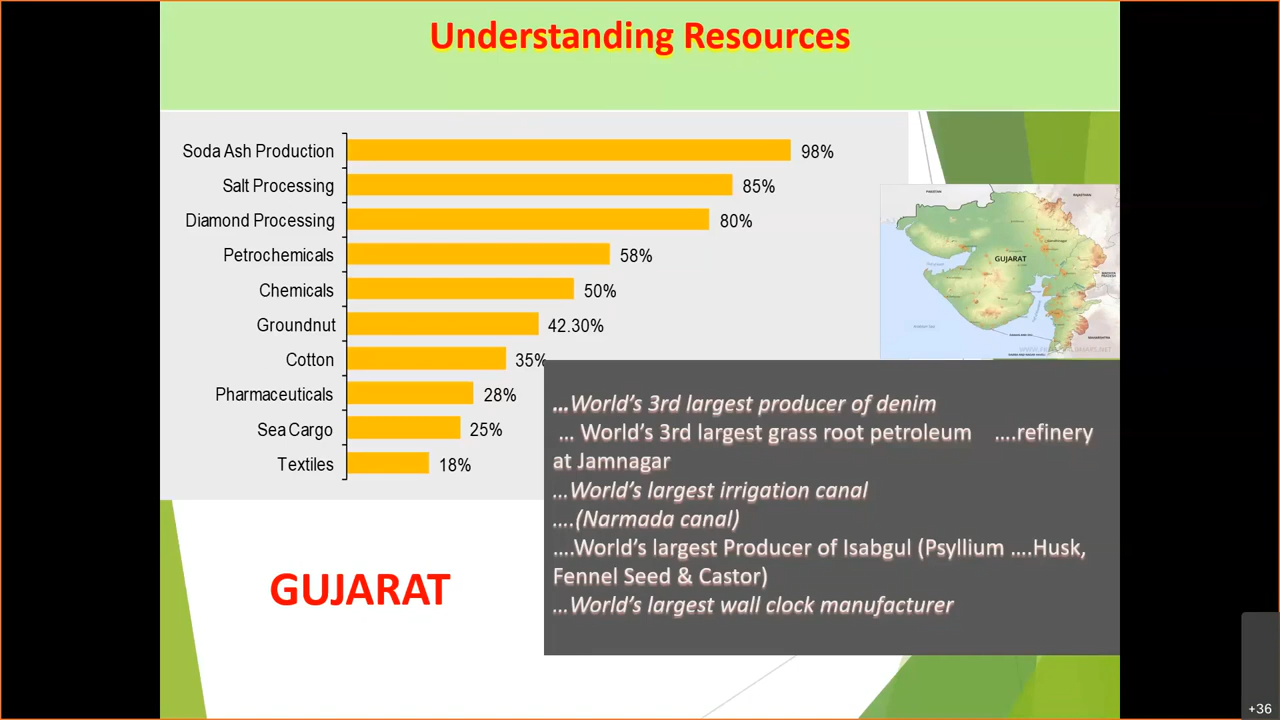 Understanding Resources
Soda Ash Production 98%
Salt Processing 85%
Diamond Processing 80%
Petrochemicals 58%
Chemicals 50%
Groundnut 42.30%
Cotton 35%
Pharmaceuticals 28%
Sea Cargo 25%
Textiles 18%
GUJARAT
...World's 3rd largest producer of denim
... World's 3rd largest grass root petroleum ....refinery
at Jamnagar
...World's largest irrigation canal
....(Narmada canal)
....World's largest Producer of Isabgul (Psyllium ....Husk,
Fennel Seed & Castor)
...World's largest wall clock manufacturer
GUJARAT
+36